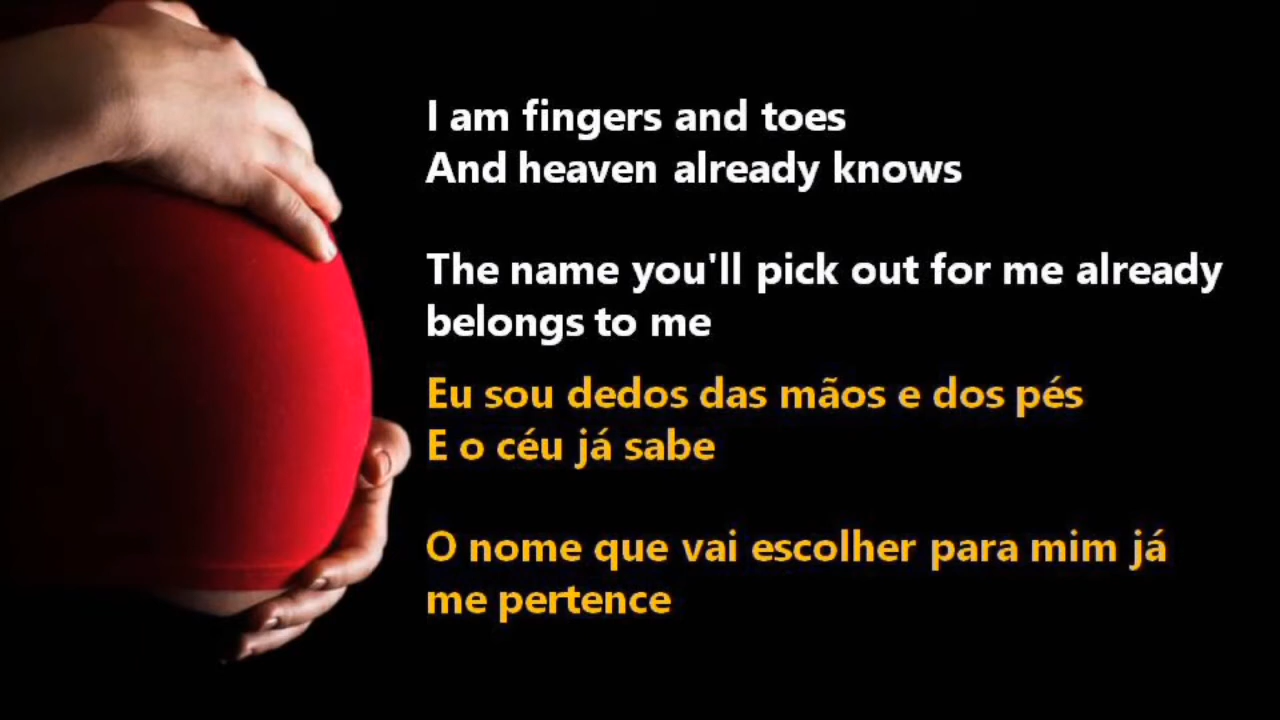 I am fingers and toes
And heaven already knows
The name you'll pick out for me already
belongs to me
Eu sou dedos das mãos e dos pés
E o céu já sabe
O nome que vai escolher para mim já
me pertence